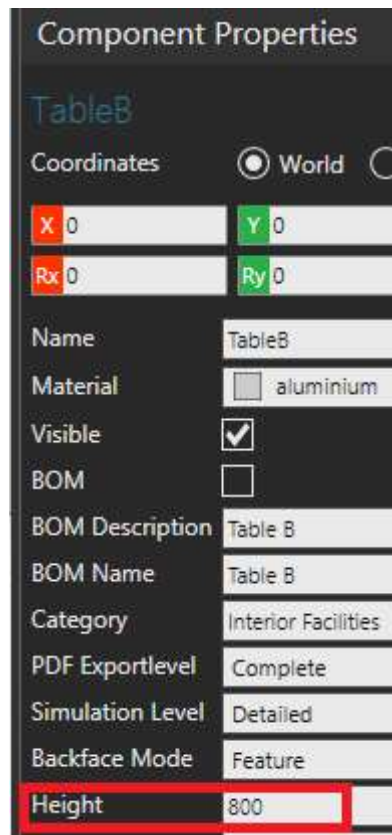 Component Properties
TableB
Coordinates World
X 0 Y 0
Rx 0 Ry 0
Name TableB
Material aluminium
Visible
BOM
BOM Description Table B
BOM Name Table B
Category Interior Facilities
PDF Exportlevel Complete
Simulation Level Detailed
Backface Mode Feature
Height 800